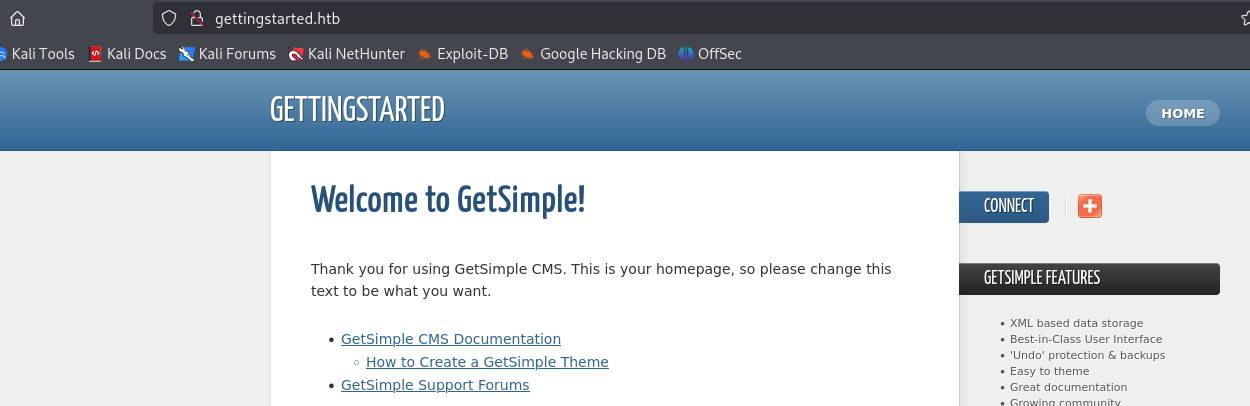 gettingstarted.htb
Kali Tools Kali Docs Kali Forums Kali NetHunter Exploit-DB Google Hacking DB OffSec
GETTINGSTARTED
HOME
Welcome to GetSimple!
Thank you for using GetSimple CMS. This is your homepage, so please change this
text to be what you want.
GetSimple CMS Documentation
How to Create a GetSimple Theme
GetSimple Support Forums
CONNECT
GETSIMPLE FEATURES
XML based data storage
Best-in-Class User Interface
'Undo' protection & backups
Easy to theme
Great documentation
Growing community